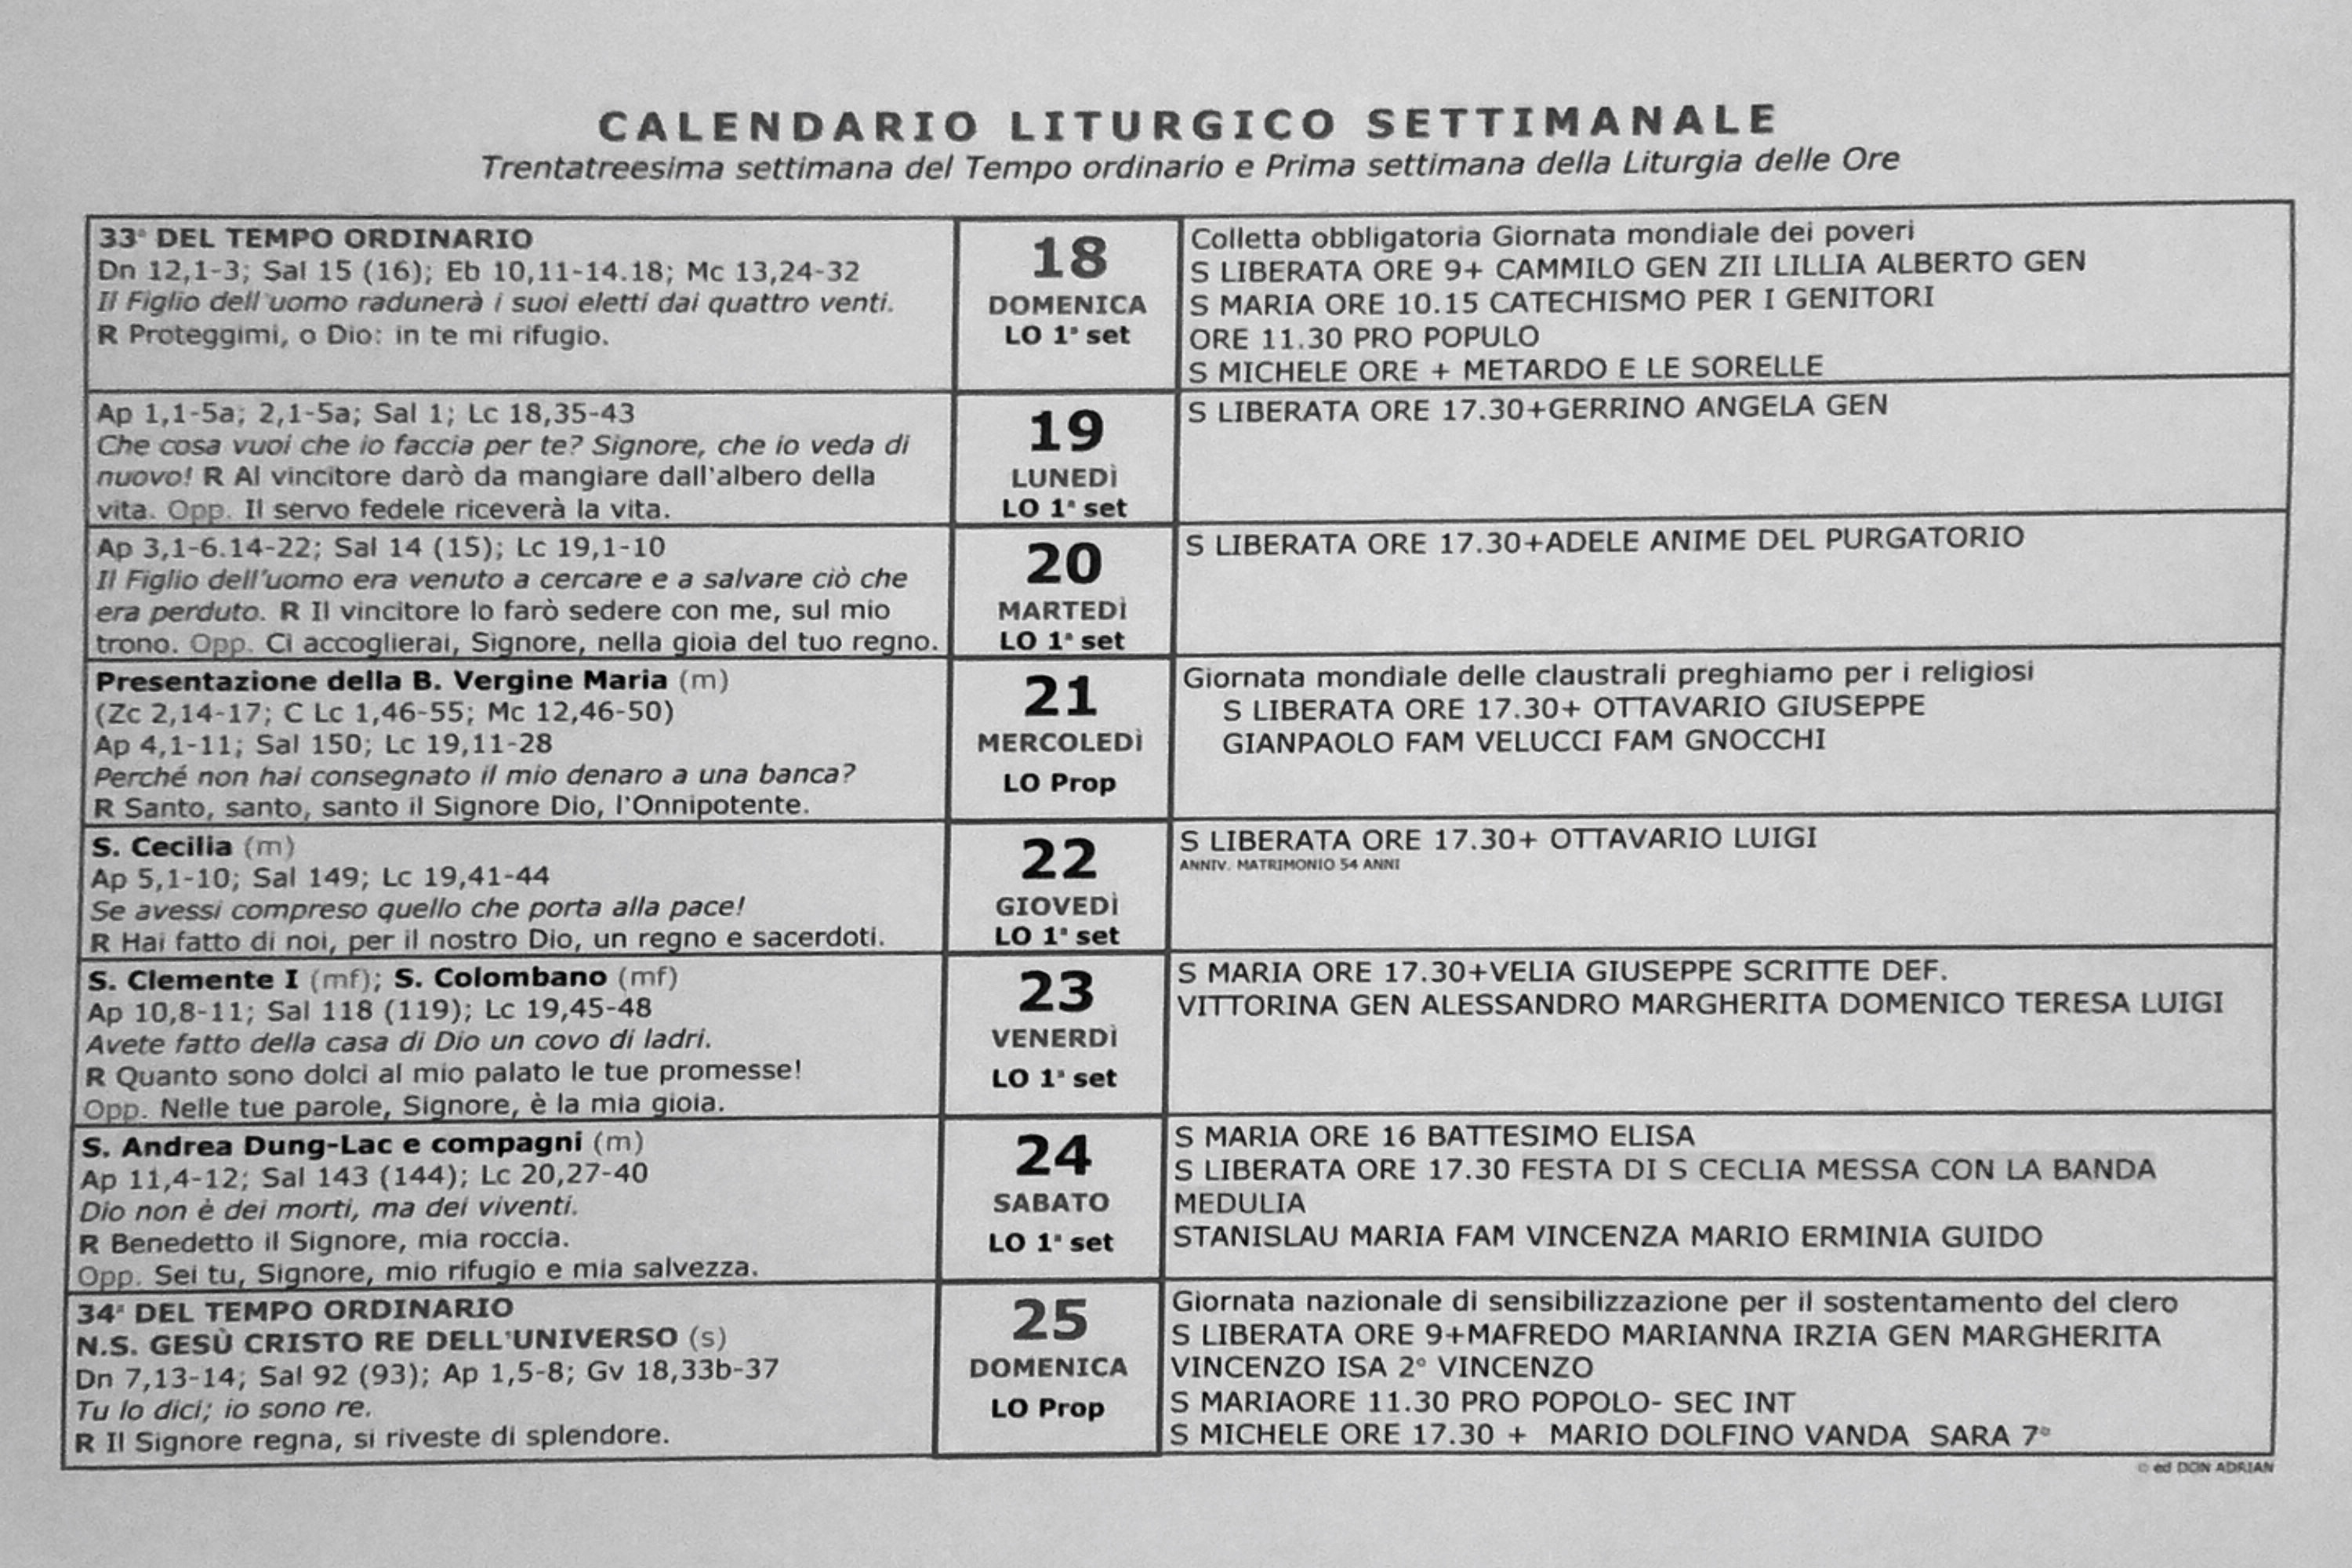 CALENDARIO LITURGICO SETTIMANALE
Trentatreesima settimana del Tempo ordinario e Prima settimana della Liturgia delle Ore
33ª DEL TEMPO ORDINARIO
Dn 12,1-3; Sal 15 (16); Eb 10,11-14.18; Mc 13,24-32
Il Figlio dell'uomo radunerà i suoi eletti dai quattro venti.
R Proteggimi, o Dio: in te mi rifugio.
18
DOMENICA
LO 1ª set
Colletta obbligatoria Giornata mondiale dei poveri
S LIBERATA ORE 9+ CAMMILO GEN ZII LILLIA ALBERTO GEN
S MARIA ORE 10.15 CATECHISMO PER I GENITORI
ORE 11.30 PRO POPULO
S MICHELE ORE + METARDO E LE SORELLE
Ap 1,1-5a; 2,1-5a; Sal 1; Lc 18,35-43
Che cosa vuoi che io faccia per te? Signore, che io veda di
nuovo! R Al vincitore darò da mangiare dall'albero della
vita. Opp. Il servo fedele riceverà la vita.
19
LUNEDÌ
LO 1ª set
S LIBERATA ORE 17.30+GERRINO ANGELA GEN
Ap 3,1-6.14-22; Sal 14 (15); Lc 19,1-10
Il Figlio dell'uomo era venuto a cercare e a salvare ciò che
era perduto. R Il vincitore lo farò sedere con me, sul mio
trono. Opp. Ci accoglierai, Signore, nella gioia del tuo regno.
20
MARTEDÌ
LO 1ª set
S LIBERATA ORE 17.30+ADELE ANIME DEL PURGATORIO
Presentazione della B. Vergine Maria (m)
(Zc 2,14-17; C Lc 1,46-55; Mc 12,46-50)
Ap 4,1-11; Sal 150; Lc 19,11-28
Perché non hai consegnato il mio denaro a una banca?
R Santo, santo, santo il Signore Dio, l'Onnipotente.
21
MERCOLEDÌ
LO Prop
Giornata mondiale delle claustrali preghiamo per i religiosi
S LIBERATA ORE 17.30+ OTTAVARIO GIUSEPPE
GIANPAOLO FAM VELUCCI FAM GNOCCHI
S. Cecilia (m)
Ap 5,1-10; Sal 149; Lc 19,41-44
Se avessi compreso quello che porta alla pace!
R Hai fatto di noi, per il nostro Dio, un regno e sacerdoti.
22
GIOVEDÌ
LO 1ª set
S LIBERATA ORE 17.30+ OTTAVARIO LUIGI
ANNIV. MATRIMONIO 54 ANNI
S. Clemente I (mf); S. Colombano (mf)
Ap 10,8-11; Sal 118 (119); Lc 19,45-48
Avete fatto della casa di Dio un covo di ladri.
R Quanto sono dolci al mio palato le tue promesse!
Opp. Nelle tue parole, Signore, è la mia gioia.
23
VENERDÌ
LO 1ª set
S MARIA ORE 17.30+VELIA GIUSEPPE SCRITTE DEF.
VITTORINA GEN ALESSANDRO MARGHERITA DOMENICO TERESA LUIGI
S. Andrea Dung-Lac e compagni (m)
Ap 11,4-12; Sal 143 (144); Lc 20,27-40
Dio non è dei morti, ma dei viventi.
R Benedetto il Signore, mia roccia.
Opp. Sei tu, Signore, mio rifugio e mia salvezza.
24
SABATO
LO 1ª set
S MARIA ORE 16 BATTESIMO ELISA
S LIBERATA ORE 17.30 FESTA DI S CECLIA MESSA CON LA BANDA
MEDULIA
STANISLAU MARIA FAM VINCENZA MARIO ERMINIA GUIDO
34ª DEL TEMPO ORDINARIO
N.S. GESÙ CRISTO RE DELL'UNIVERSO (s)
Dn 7,13-14; Sal 92 (93); Ap 1,5-8; Gv 18,33b-37
Tu lo dici; io sono re.
R Il Signore regna, si riveste di splendore.
25
DOMENICA
LO Prop
Giornata nazionale di sensibilizzazione per il sostentamento del clero
S LIBERATA ORE 9+MAFREDO MARIANNA IRZIA GEN MARGHERITA
VINCENZO ISA 2° VINCENZO
S MARIAORE 11.30 PRO POPOLO- SEC INT
S MICHELE ORE 17.30 + MARIO DOLFINO VANDA SARA 7°
© ed DON ADRIAN